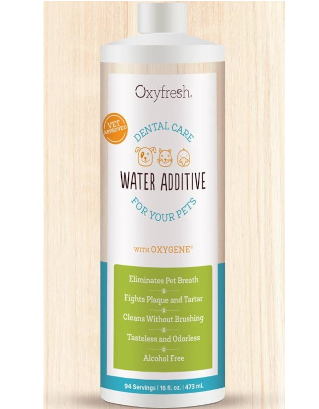 Oxyfresh®
VET
APPROVED
DENTAL CARE
WATER ADDITIVE
FOR YOUR PETS
WITH OXYGENE®
Eliminates Pet Breath
Fights Plaque and Tartar
Cleans Without Brushing
Tasteless and Odorless
Alcohol Free
94 Servings | 16 fl. oz. | 473 mL